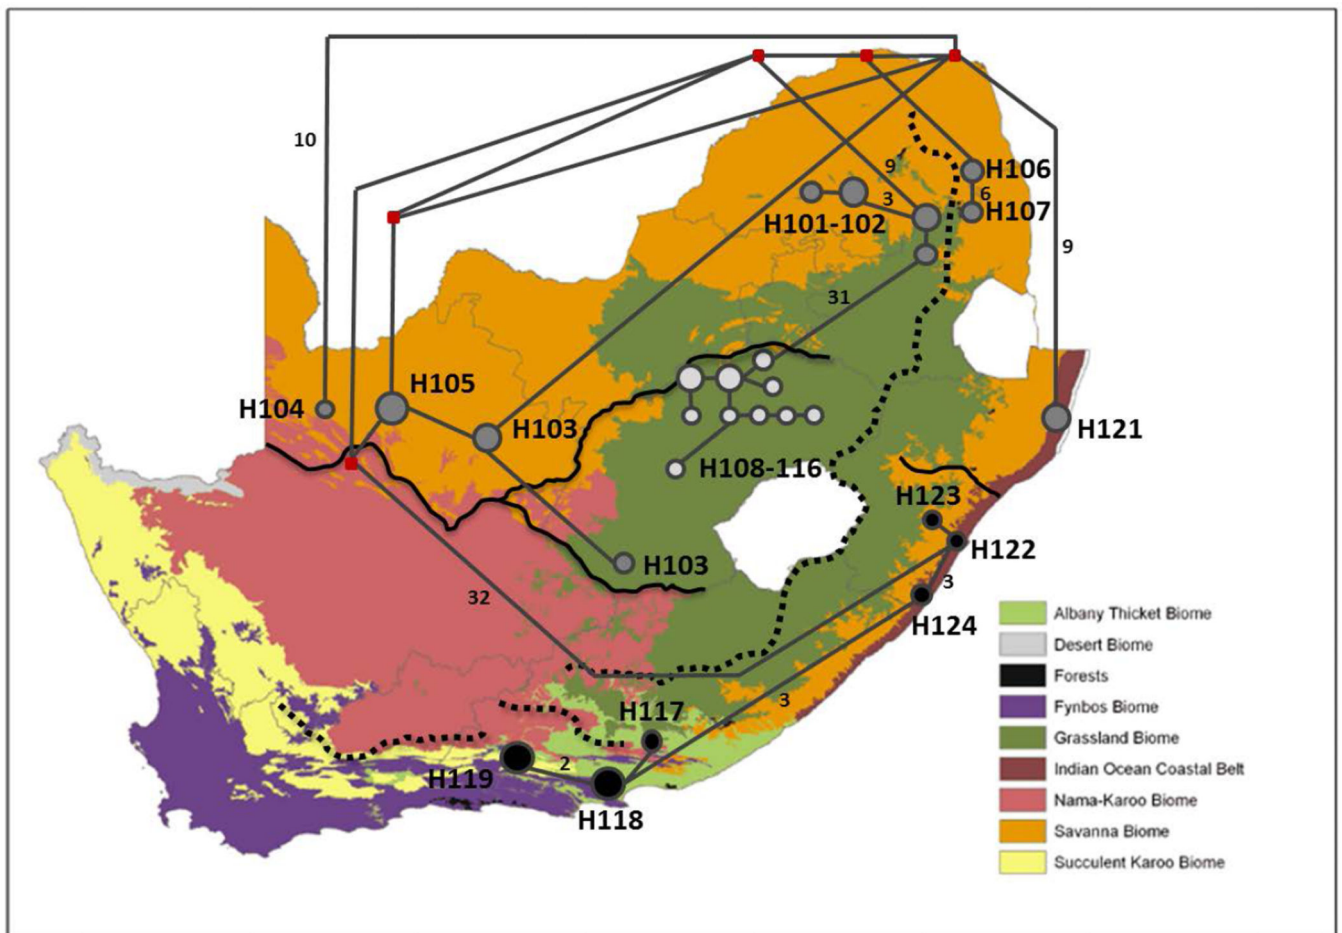 10
9
H106
3
6
H101-102
H107
9
31
H105
H104
H103
H121
H108-116
H123
H122
H103
3
32
H124
3
H117
2
H119
H118
Albany Thicket Biome
Desert Biome
Forests
Fynbos Biome
Grassland Biome
Indian Ocean Coastal Belt
Nama-Karoo Biome
Savanna Biome
Succulent Karoo Biome